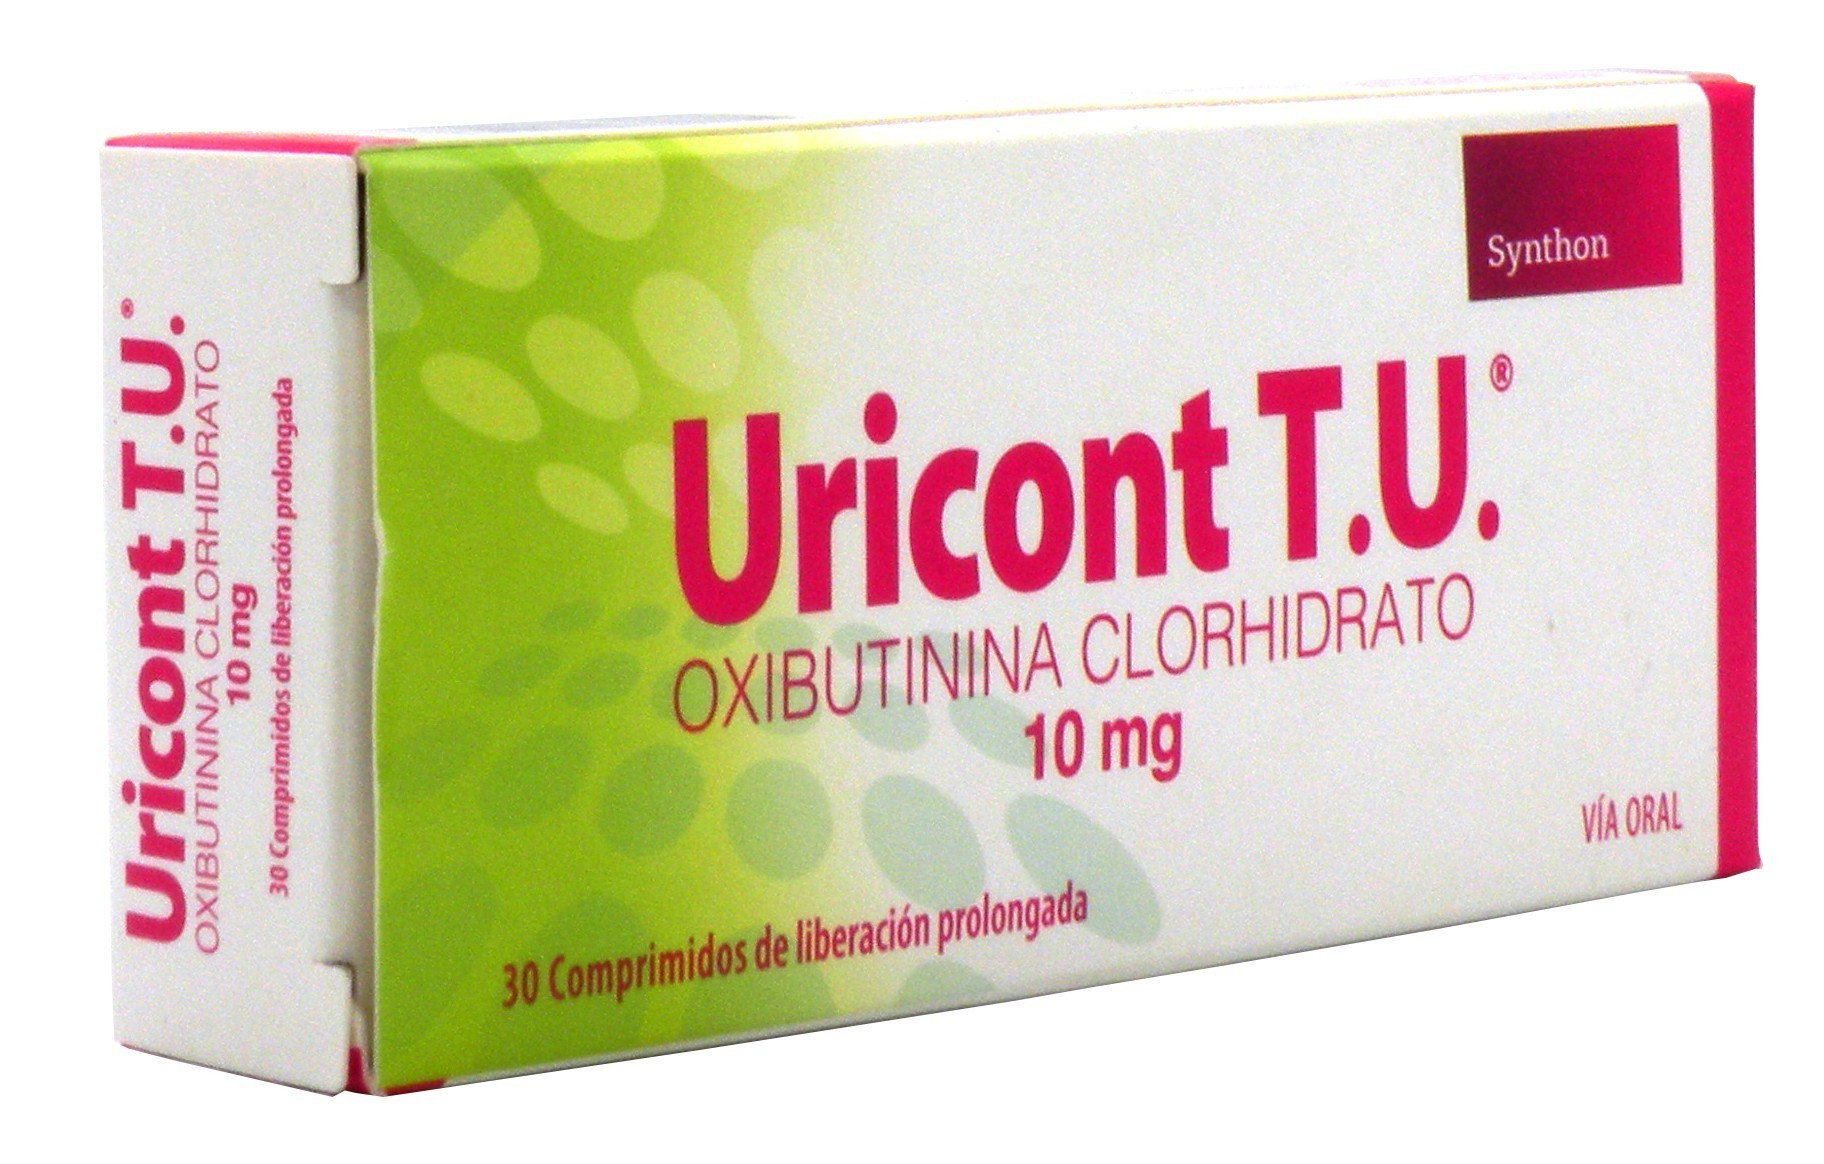 Uricont T.U.®
OXIBUTININA CLORHIDRATO
10 mg
30 Comprimidos de liberación prolongada
Synthon
Uricont T.U.®
OXIBUTININA CLORHIDRATO
10 mg
VÍA ORAL
30 Comprimidos de liberación prolongada